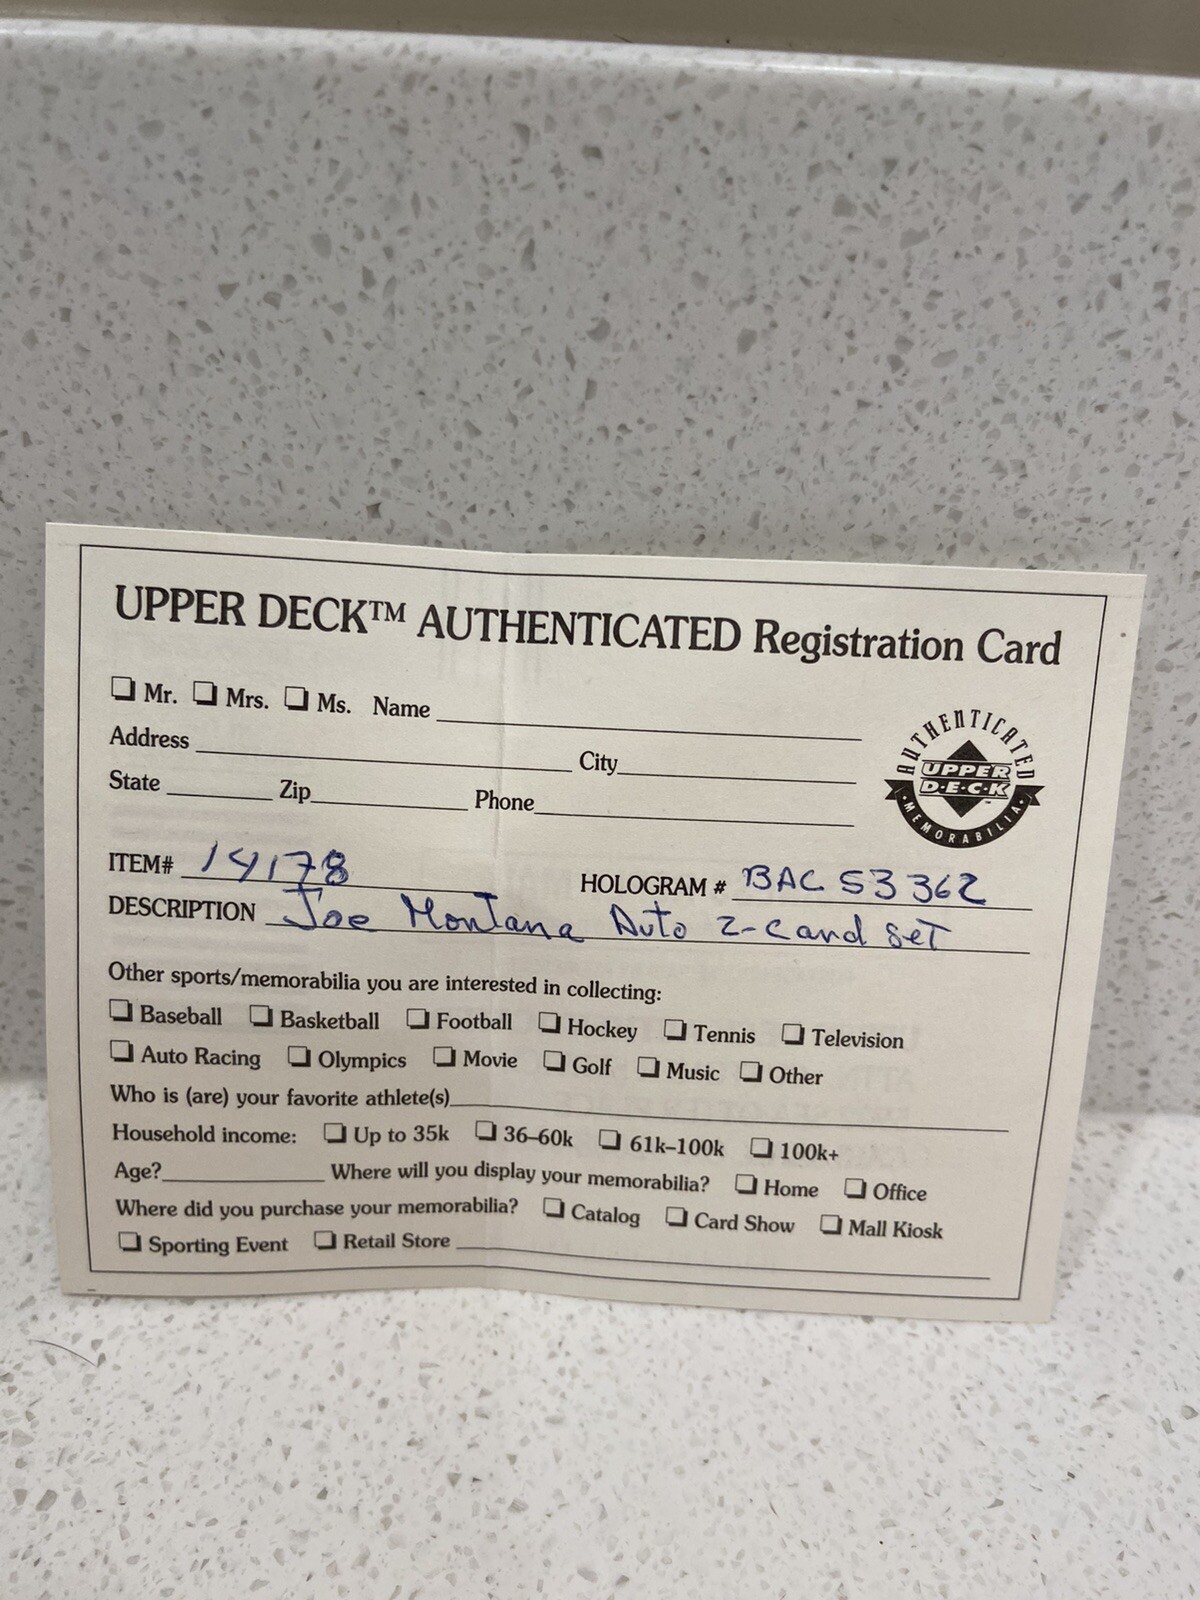 UPPER DECK™ AUTHENTICATED Registration Card
❏ Mr. ❏ Mrs. ❏ Ms. Name
Address City
State Zip Phone
AUTHENTICATED
UPPER
D·E·C·K
MEMORABILIA
ITEM# 14178 HOLOGRAM # BAC 53362
DESCRIPTION Joe Montana Auto 2-card set
Other sports/memorabilia you are interested in collecting:
❏ Baseball ❏ Basketball ❏ Football ❏ Hockey ❏ Tennis ❏ Television
❏ Auto Racing ❏ Olympics ❏ Movie ❏ Golf ❏ Music ❏ Other
Who is (are) your favorite athlete(s)
Household income: ❏ Up to 35k ❏ 36–60k ❏ 61k–100k ❏ 100k+
Age? Where will you display your memorabilia? ❏ Home ❏ Office
Where did you purchase your memorabilia? ❏ Catalog ❏ Card Show ❏ Mall Kiosk
❏ Sporting Event ❏ Retail Store